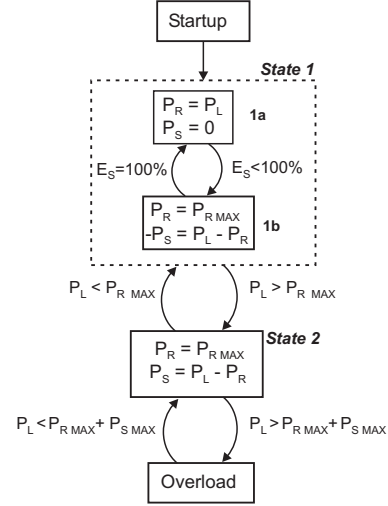 Startup
State 1
P_R = P_L
P_S = 0
1a
E_S=100%
E_S<100%
P_R = P_R MAX
-P_S = P_L - P_R
1b
P_L < P_R MAX
P_L > P_R MAX
State 2
P_R = P_R MAX
P_S = P_L - P_R
P_L < P_R MAX + P_S MAX
P_L > P_R MAX + P_S MAX
Overload